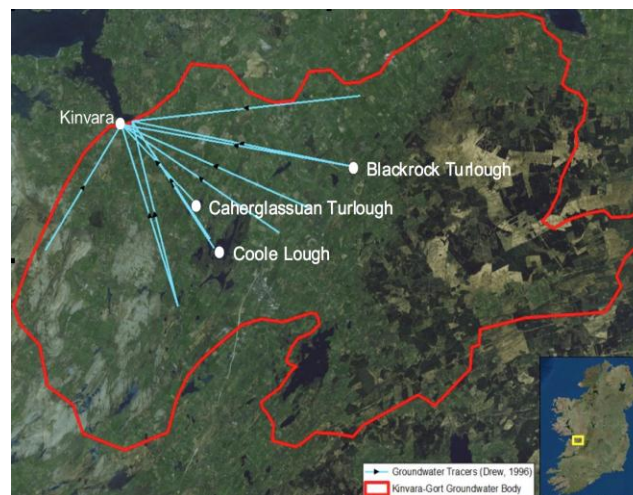 Kinvara
Blackrock Turlough
Caherglassuan Turlough
Coole Lough
Groundwater Tracers (Drew, 1996)
Kinvara-Gort Groundwater Body